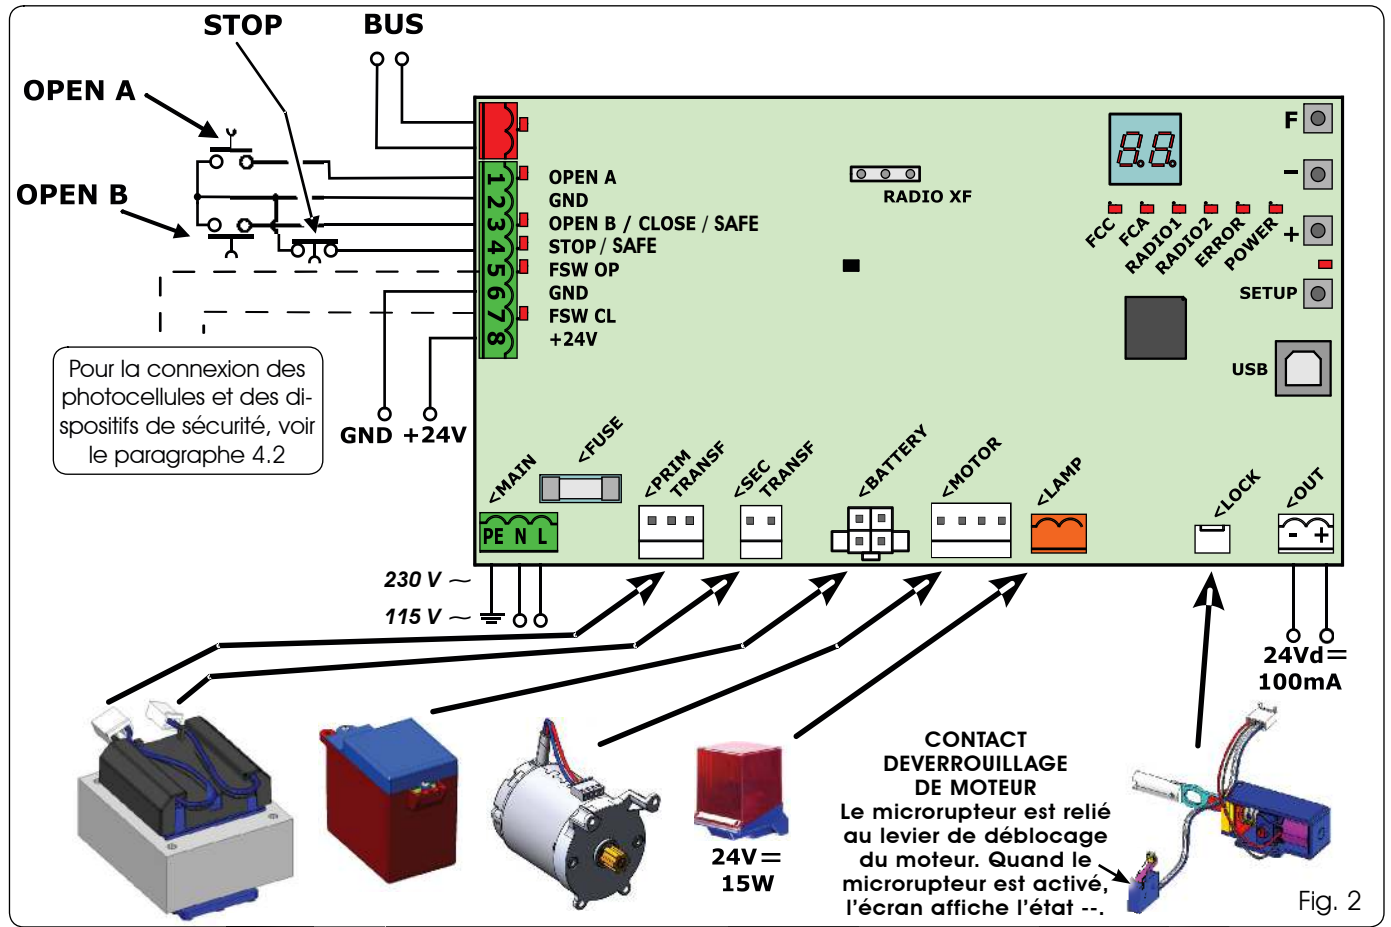 STOP
BUS
OPEN A
OPEN B
1 OPEN A
2 GND
3 OPEN B / CLOSE / SAFE
4 STOP / SAFE
5 FSW OP
6 GND
7 FSW CL
8 +24V
RADIO XF
8.8.
F
-
+
SETUP
USB
FCC
FCA
RADIO1
RADIO2
ERROR
POWER
Pour la connexion des
photocellules et des di-
spositifs de sécurité, voir
le paragraphe 4.2
GND +24V
<MAIN
<FUSE
<PRIM
TRANSF
<SEC
TRANSF
<BATTERY
<MOTOR
<LAMP
<LOCK
<OUT
PE N L
- +
230 V ~
115 V ~
24Vd=
100mA
24V=
15W
CONTACT
DEVERROUILLAGE
DE MOTEUR
Le microrupteur est relié
au levier de déblocage
du moteur. Quand le
microrupteur est activé,
l'écran affiche l'état --.
Fig. 2